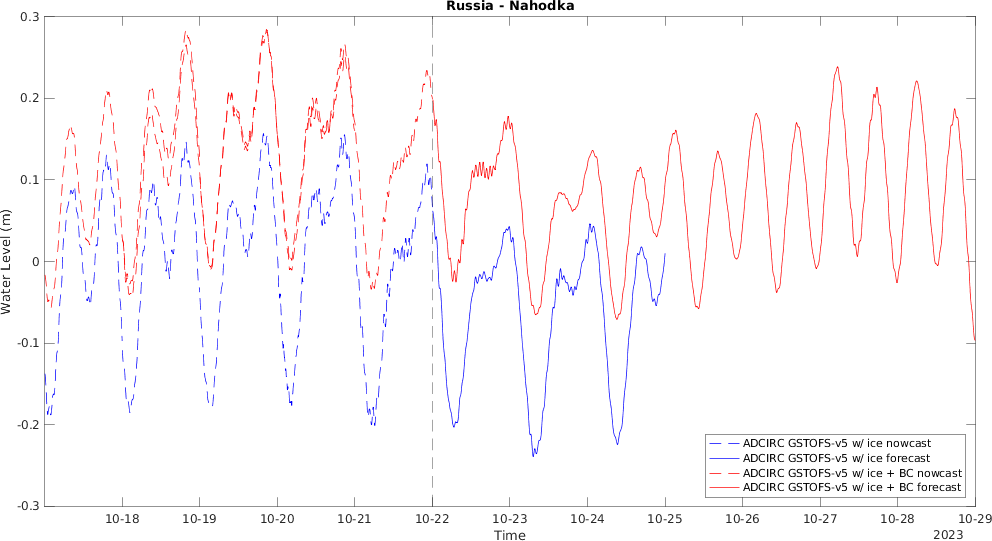 Russia - Nahodka
Water Level (m)
0.3
0.2
0.1
0
-0.1
-0.2
-0.3
10-18
10-19
10-20
10-21
10-22
10-23
10-24
10-25
10-26
10-27
10-28
10-29
Time
2023
ADCIRC GSTOFS-v5 w/ ice nowcast
ADCIRC GSTOFS-v5 w/ ice forecast
ADCIRC GSTOFS-v5 w/ ice + BC nowcast
ADCIRC GSTOFS-v5 w/ ice + BC forecast